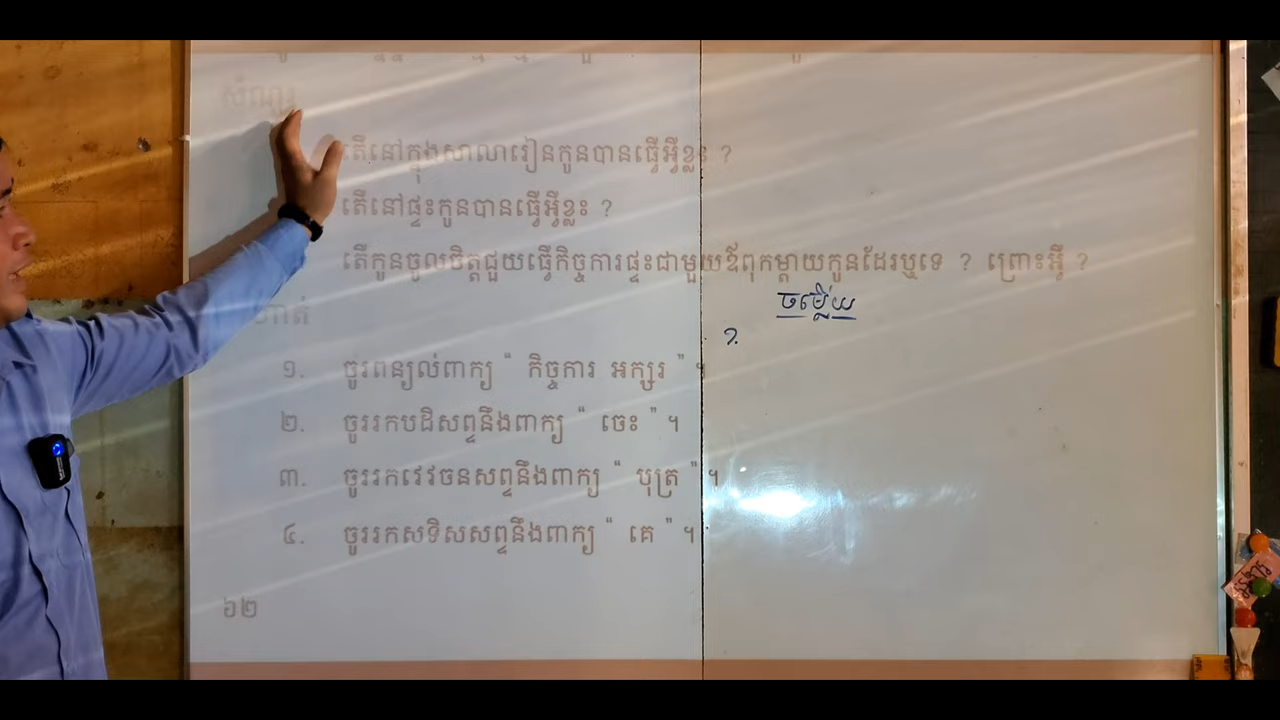 សំណួរ
តើនៅក្នុងសាលារៀនកូនបានធ្វើអ្វីខ្លះ ?
តើនៅផ្ទះកូនបានធ្វើអ្វីខ្លះ ?
តើកូនចូលចិត្តជួយធ្វើកិច្ចការផ្ទះជាមួយឪពុកម្ដាយកូនដែរឬទេ ? ព្រោះអ្វី ?
ចម្លើយ
១.
១. ចូរពន្យល់ពាក្យ “ កិច្ចការ អក្សរ ” ។
២. ចូររកបដិសព្ទនឹងពាក្យ “ ចេះ ” ។
៣. ចូររកវេវចនសព្ទនឹងពាក្យ “ បុត្រ ” ។
៤. ចូររកសទិសសព្ទនឹងពាក្យ “ គេ ” ។
៦២